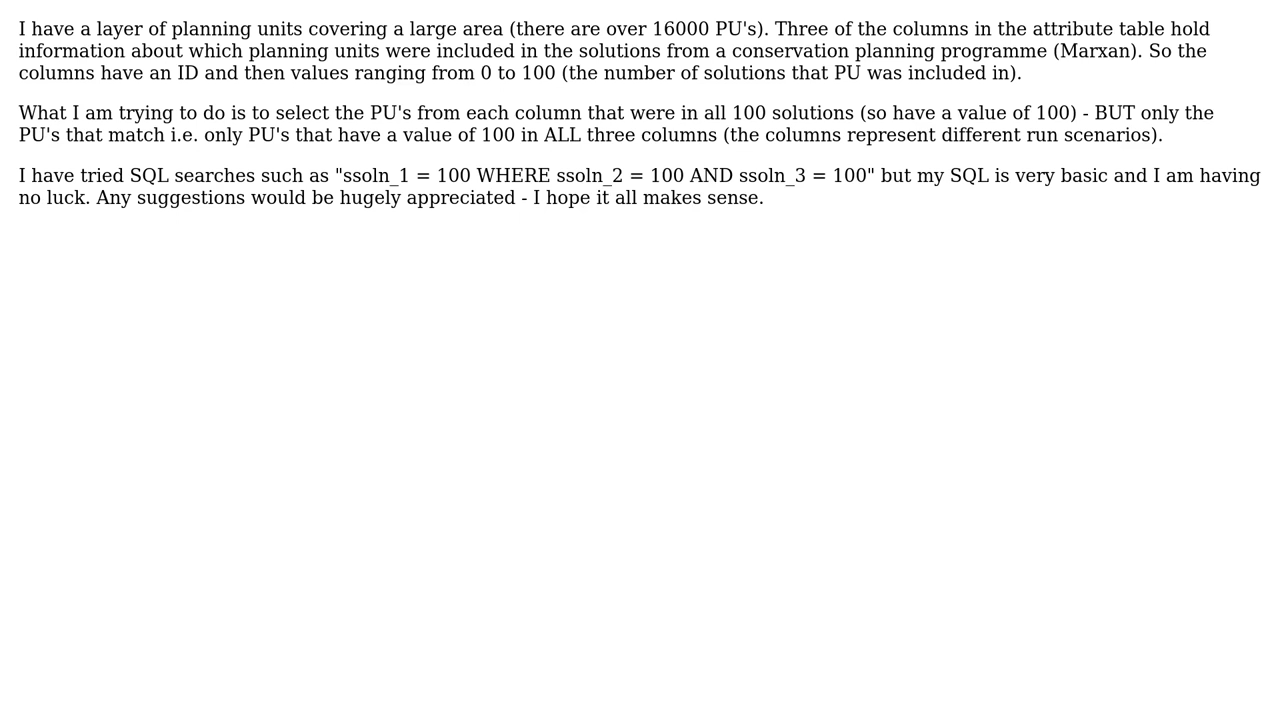 I have a layer of planning units covering a large area (there are over 16000 PU's). Three of the columns in the attribute table hold
information about which planning units were included in the solutions from a conservation planning programme (Marxan). So the
columns have an ID and then values ranging from 0 to 100 (the number of solutions that PU was included in).
What I am trying to do is to select the PU's from each column that were in all 100 solutions (so have a value of 100) - BUT only the
PU's that match i.e. only PU's that have a value of 100 in ALL three columns (the columns represent different run scenarios).
I have tried SQL searches such as "ssoln_1 = 100 WHERE ssoln_2 = 100 AND ssoln_3 = 100" but my SQL is very basic and I am having
no luck. Any suggestions would be hugely appreciated - I hope it all makes sense.